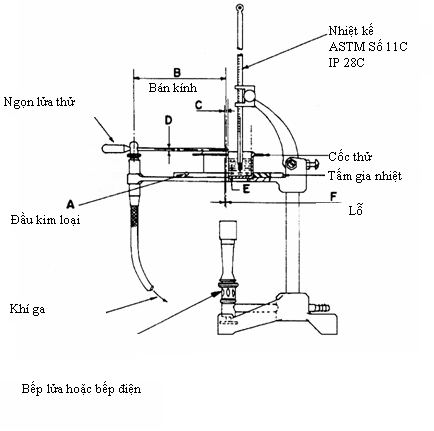 Nhiệt kế
ASTM Số 11C
IP 28C
B
Bán kính
C
Ngọn lửa thử
D
Cốc thử
Tấm gia nhiệt
E
A
F
Lỗ
Đầu kim loại
Khí ga
Bếp lửa hoặc bếp điện